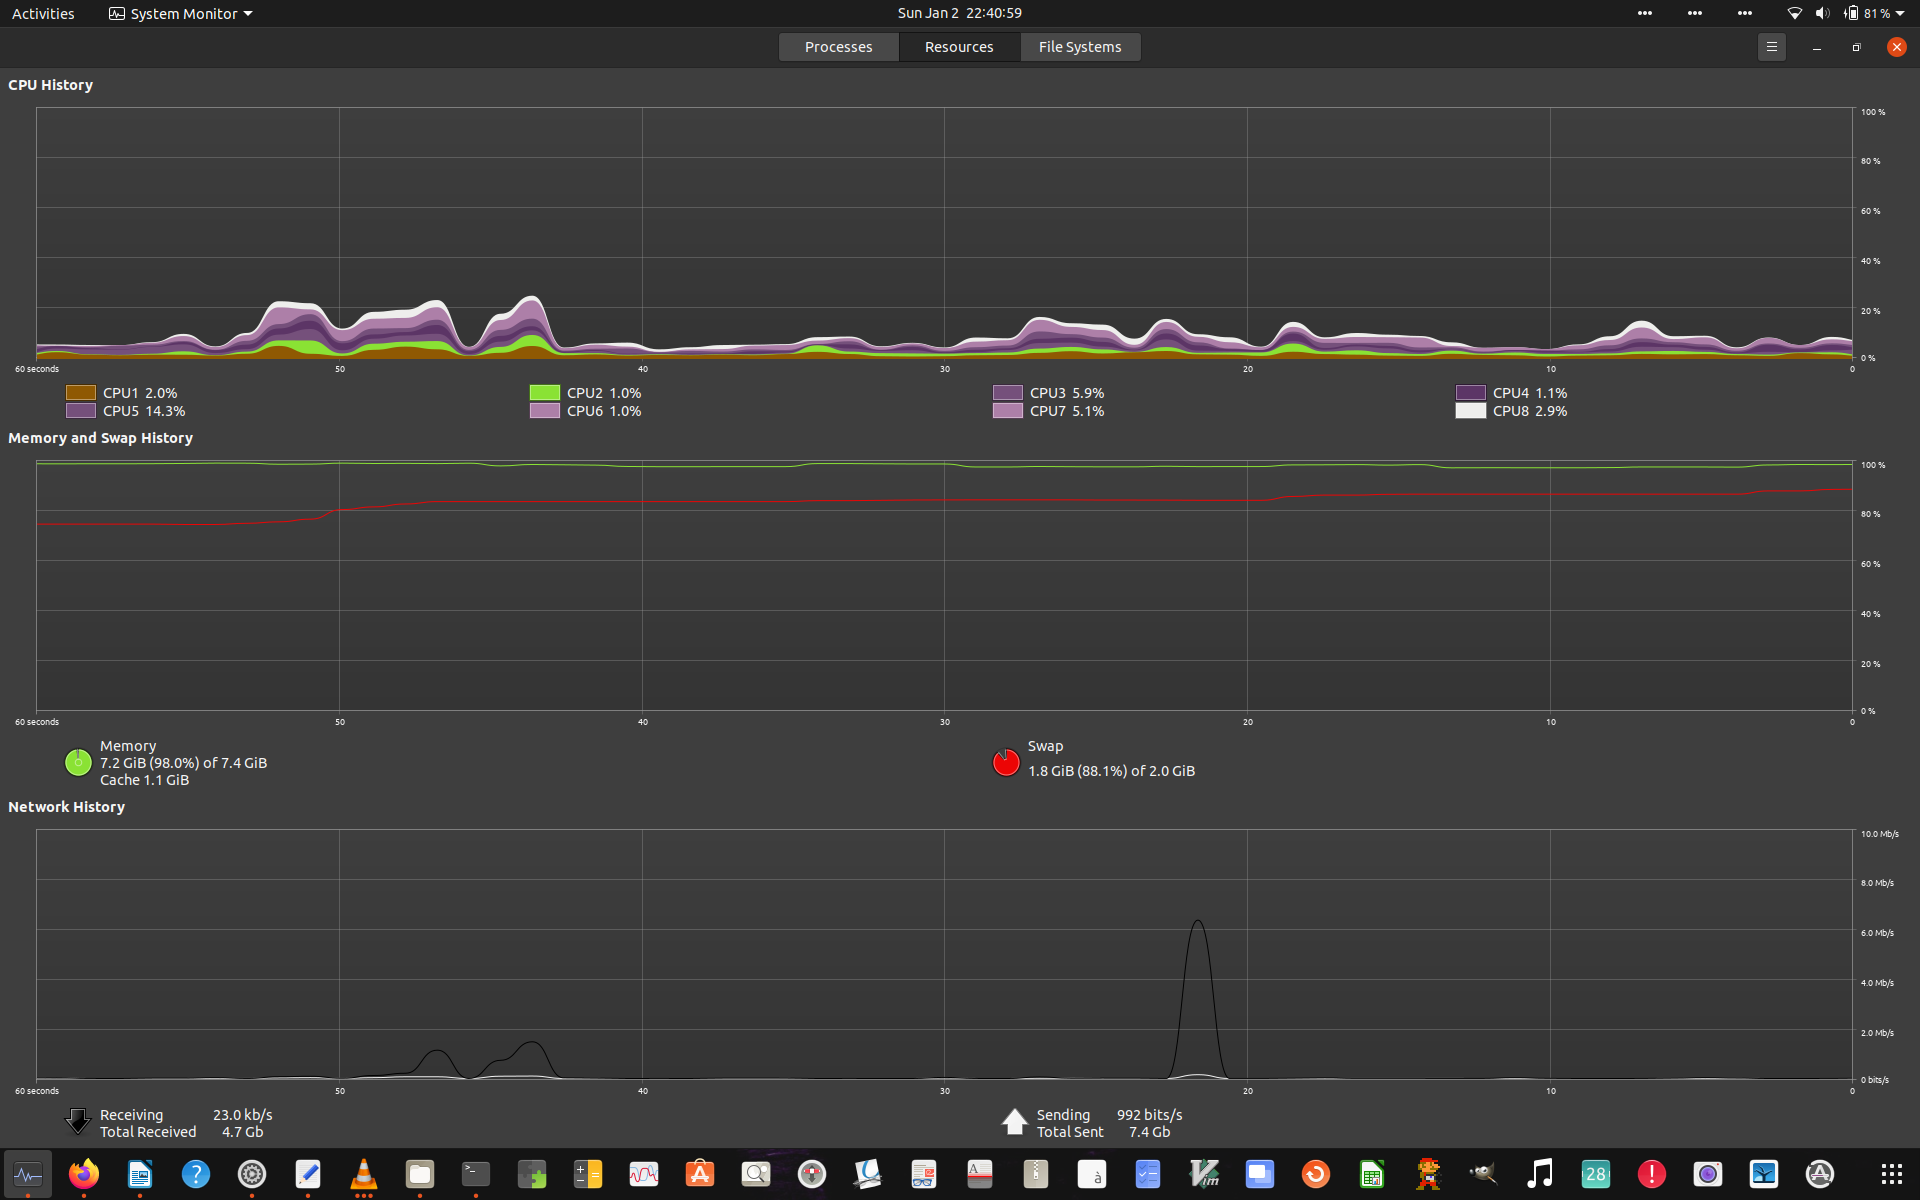 Activities System Monitor Sun Jan 2 22:40:59 81 %
Processes Resources File Systems
CPU History
100 %
80 %
60 %
40 %
20 %
0 %
60 seconds 50 40 30 20 10 0
CPU1 2.0% CPU2 1.0% CPU3 5.9% CPU4 1.1%
CPU5 14.3% CPU6 1.0% CPU7 5.1% CPU8 2.9%
Memory and Swap History
100 %
80 %
60 %
40 %
20 %
0 %
60 seconds 50 40 30 20 10 0
Memory
7.2 GiB (98.0%) of 7.4 GiB
Cache 1.1 GiB
Swap
1.8 GiB (88.1%) of 2.0 GiB
Network History
10.0 Mb/s
8.0 Mb/s
6.0 Mb/s
4.0 Mb/s
2.0 Mb/s
0 bits/s
60 seconds 50 40 30 20 10 0
Receiving 23.0 kb/s
Total Received 4.7 Gb
Sending 992 bits/s
Total Sent 7.4 Gb
? >_ A à Vim 28 !